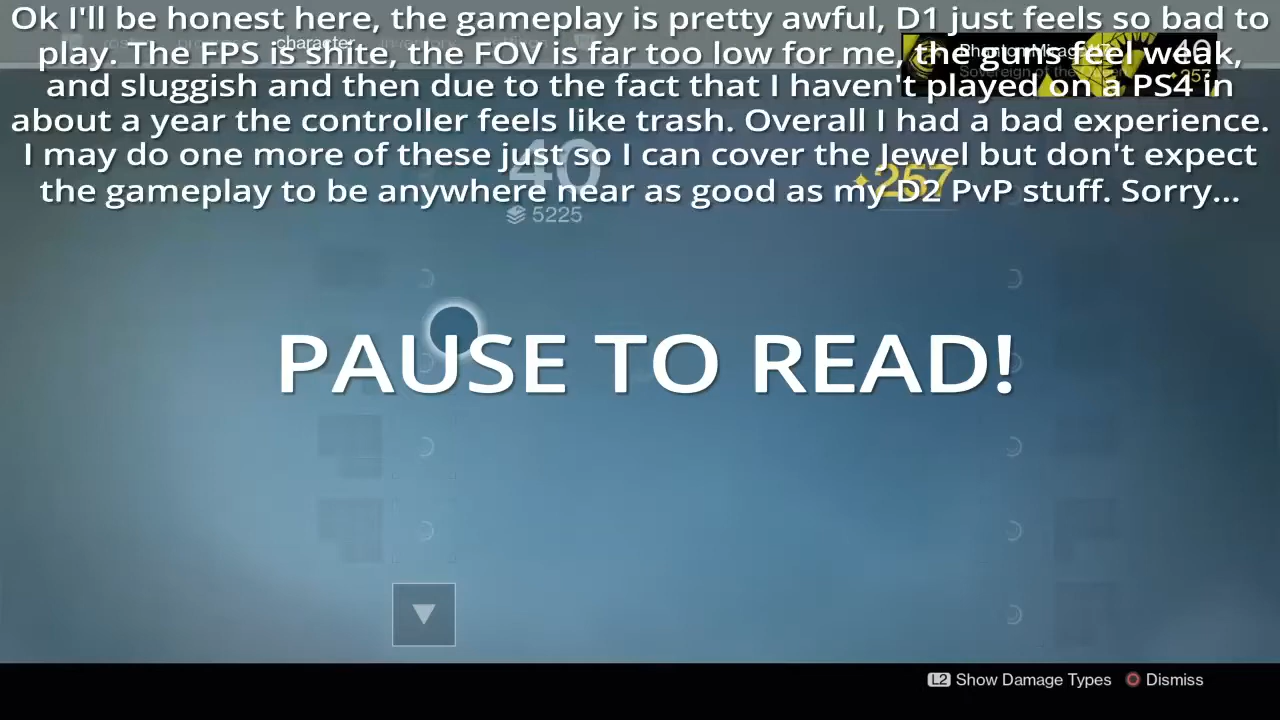 Ok I'll be honest here, the gameplay is pretty awful, D1 just feels so bad to
play. The FPS is shite, the FOV is far too low for me, the guns feel weak,
and sluggish and then due to the fact that I haven't played on a PS4 in
about a year the controller feels like trash. Overall I had a bad experience.
I may do one more of these just so I can cover the Jewel but don't expect
the gameplay to be anywhere near as good as my D2 PvP stuff. Sorry...
character
40
257
40
257
5225
PAUSE TO READ!
L2 Show Damage Types
Dismiss